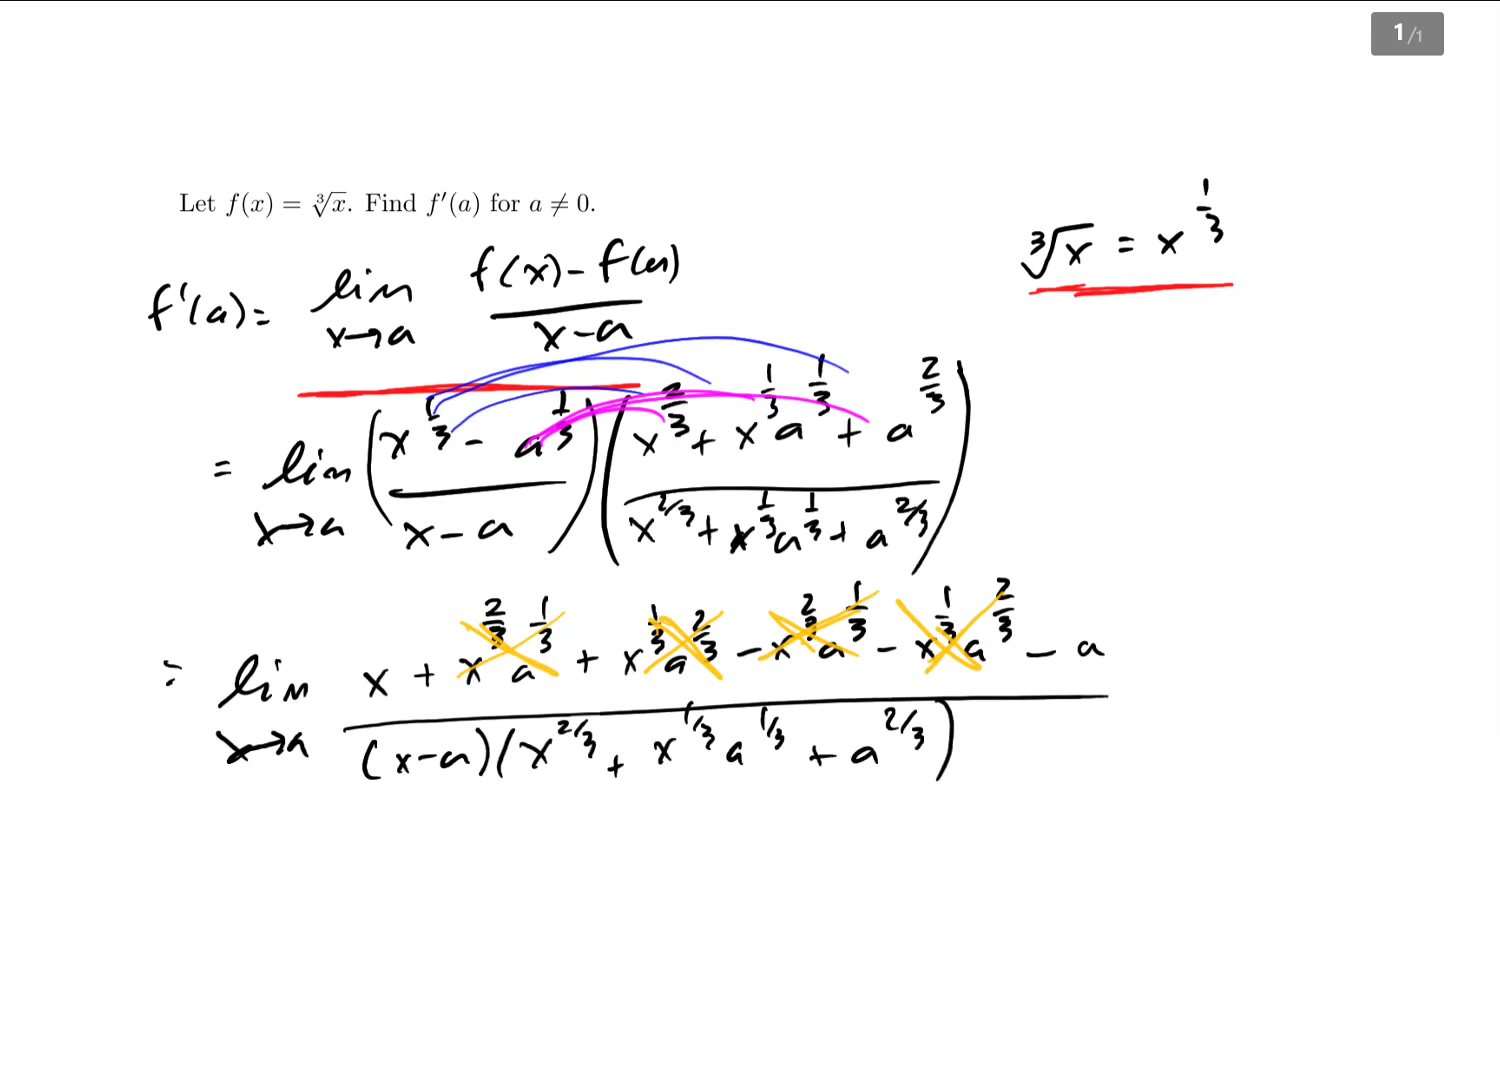 1/1
Let f(x) = ∛x. Find f′(a) for a ≠ 0.
∛x = x^{1/3}
f'(a) = lim_{x→a} (f(x) - f(a))/(x - a)
= lim_{x→a} ((x^{1/3} - a^{1/3})/(x - a)) ((x^{2/3} + x^{1/3} a^{1/3} + a^{2/3})/(x^{2/3} + x^{1/3} a^{1/3} + a^{2/3}))
= lim_{x→a} (x + x^{2/3} a^{1/3} + x^{1/3} a^{2/3} - x^{2/3} a^{1/3} - x^{1/3} a^{2/3} - a)/((x - a)(x^{2/3} + x^{1/3} a^{1/3} + a^{2/3}))